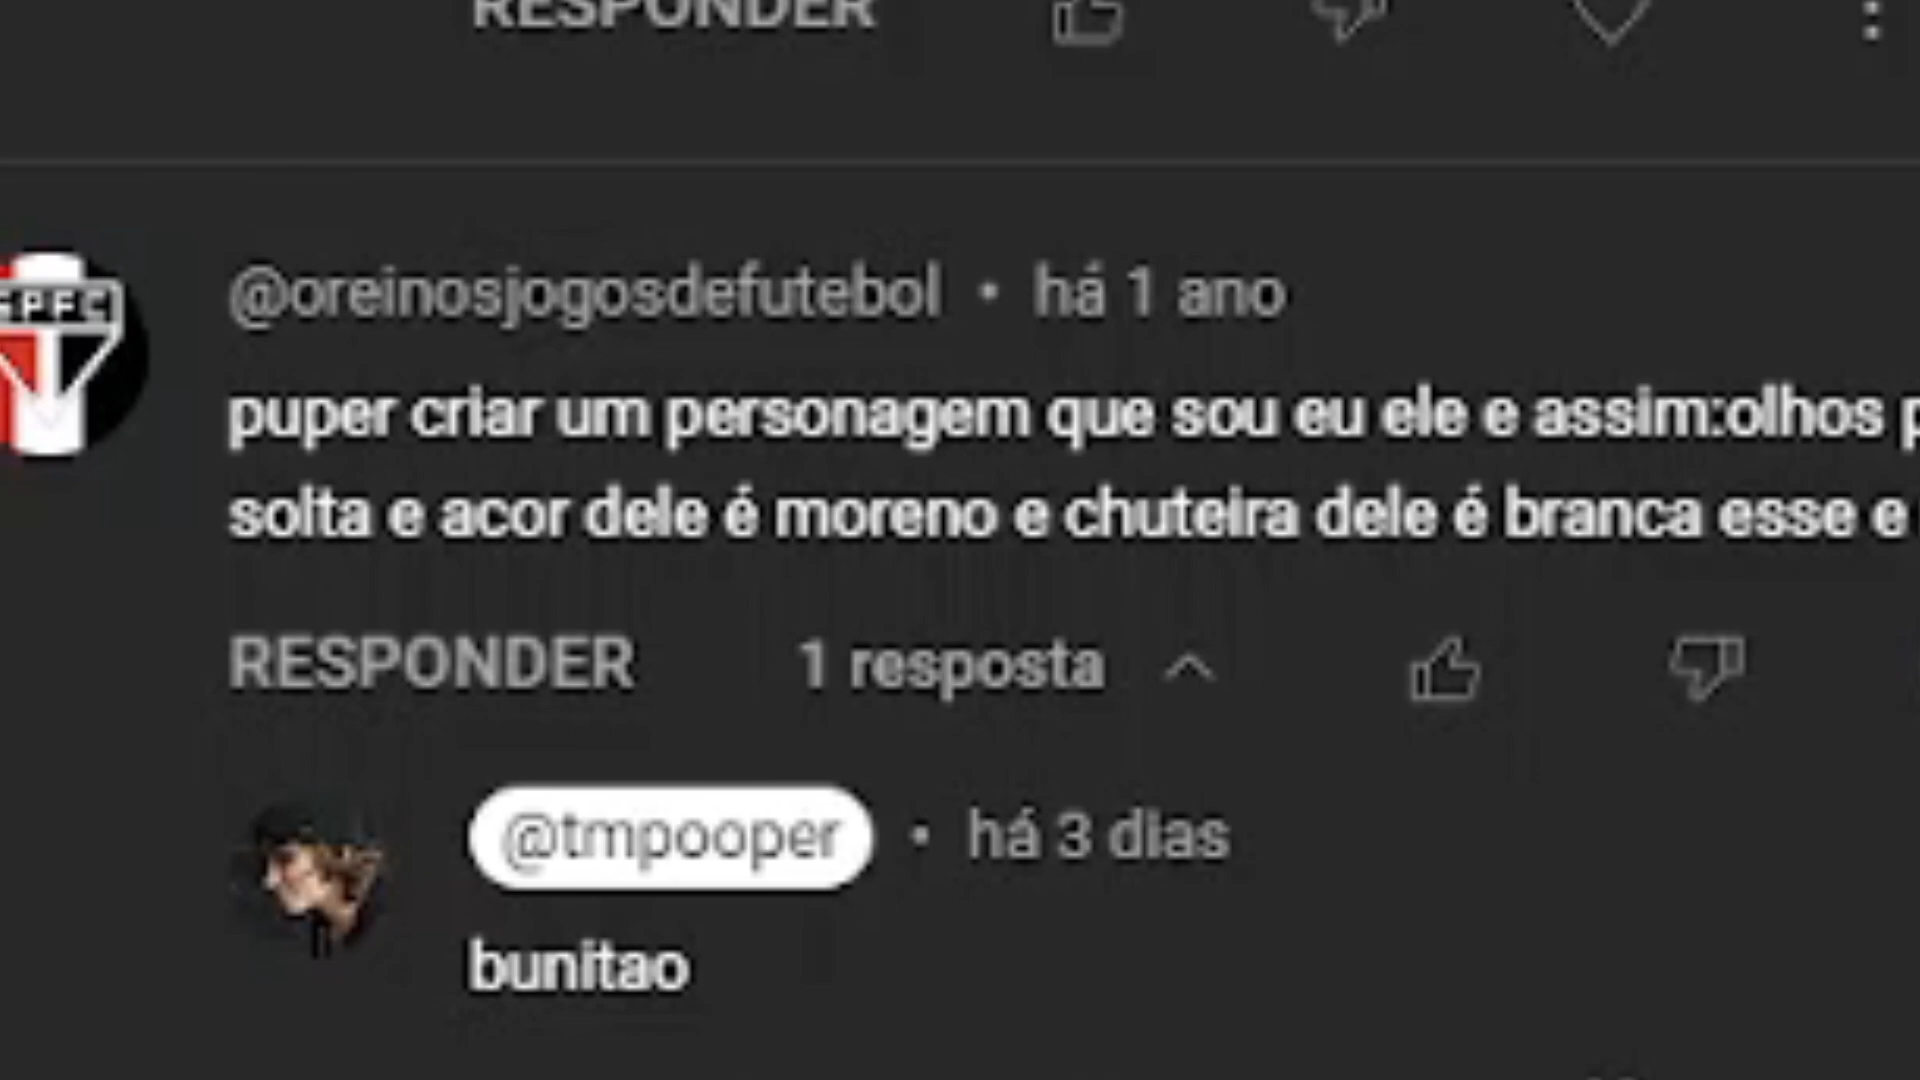 RESPONDER
SPFC
@oreinosjogosdefutebol • há 1 ano
puper criar um personagem que sou eu ele e assim:olhos
solta e acor dele é moreno e chuteira dele é branca esse e
RESPONDER 1 resposta
@tmpooper • há 3 dias
bunitao